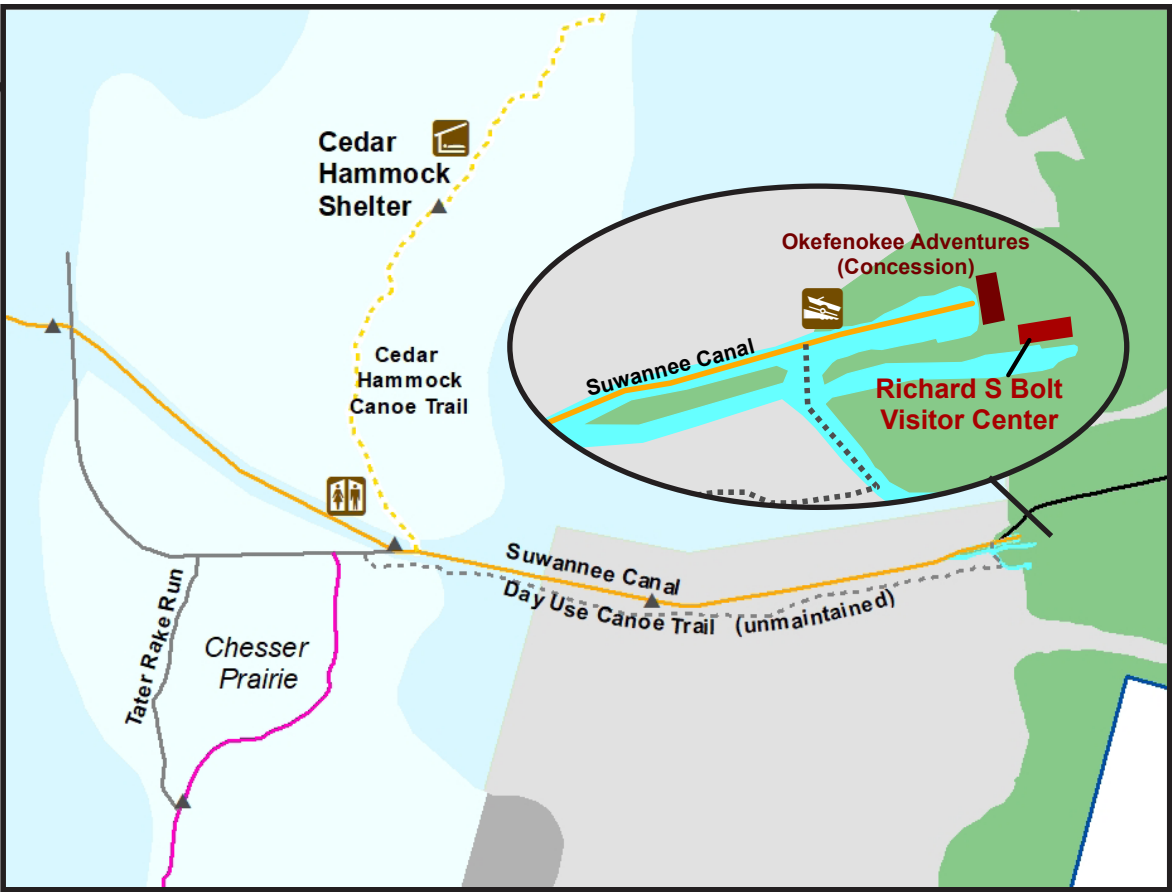 Cedar
Hammock
Shelter
Okefenokee Adventures
(Concession)
Suwannee Canal
Richard S Bolt
Visitor Center
Cedar
Hammock
Canoe Trail
Suwannee Canal
Day Use Canoe Trail (unmaintained)
Tater Rake Run
Chesser
Prairie